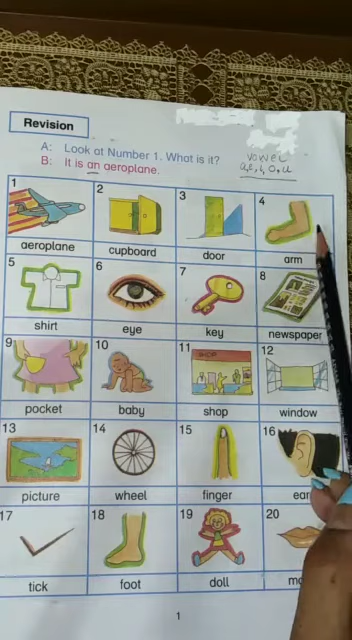 Revision
A: Look at Number 1. What is it?
B: It is an aeroplane.
vowel
a, E, i, O, u
1 2 3 4
aeroplane cupboard door arm
5 6 7 8
shirt eye key newspaper
9 10 11 12
SHOP
pocket baby shop window
13 14 15 16
picture wheel finger ear
17 18 19 20
tick foot doll
1